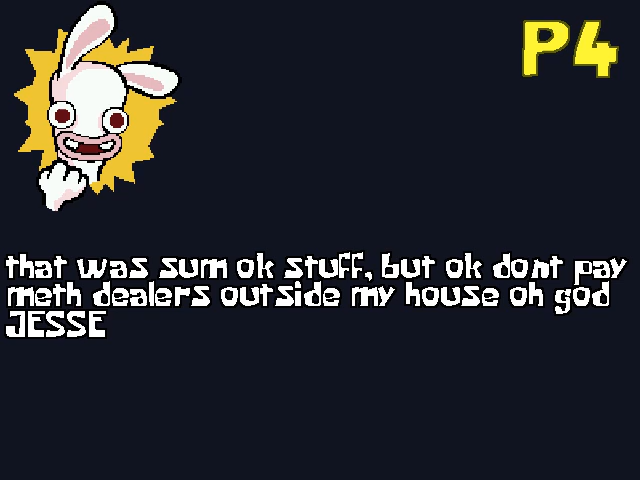 P4
that was sum ok stuff, but ok dont pay
meth dealers outside my house oh god
JESSE